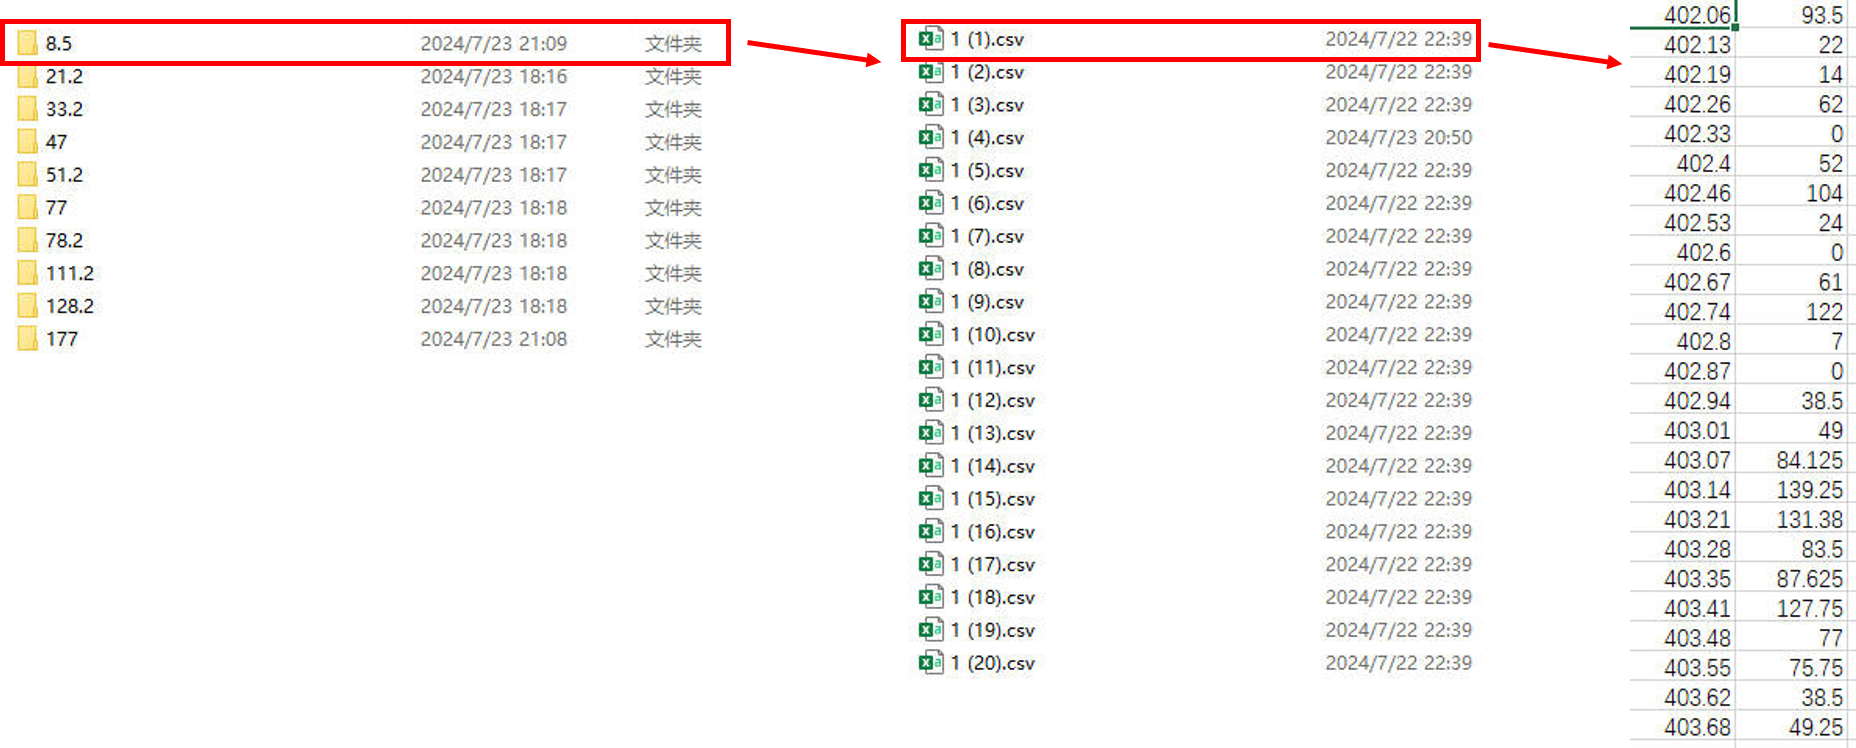 8.5 2024/7/23 21:09 文件夹
21.2 2024/7/23 18:16 文件夹
33.2 2024/7/23 18:17 文件夹
47 2024/7/23 18:17 文件夹
51.2 2024/7/23 18:17 文件夹
77 2024/7/23 18:18 文件夹
78.2 2024/7/23 18:18 文件夹
111.2 2024/7/23 18:18 文件夹
128.2 2024/7/23 18:18 文件夹
177 2024/7/23 21:08 文件夹
1 (1).csv 2024/7/22 22:39
1 (2).csv 2024/7/22 22:39
1 (3).csv 2024/7/22 22:39
1 (4).csv 2024/7/23 20:50
1 (5).csv 2024/7/22 22:39
1 (6).csv 2024/7/22 22:39
1 (7).csv 2024/7/22 22:39
1 (8).csv 2024/7/22 22:39
1 (9).csv 2024/7/22 22:39
1 (10).csv 2024/7/22 22:39
1 (11).csv 2024/7/22 22:39
1 (12).csv 2024/7/22 22:39
1 (13).csv 2024/7/22 22:39
1 (14).csv 2024/7/22 22:39
1 (15).csv 2024/7/22 22:39
1 (16).csv 2024/7/22 22:39
1 (17).csv 2024/7/22 22:39
1 (18).csv 2024/7/22 22:39
1 (19).csv 2024/7/22 22:39
1 (20).csv 2024/7/22 22:39
402.06 93.5
402.13 22
402.19 14
402.26 62
402.33 0
402.4 52
402.46 104
402.53 24
402.6 0
402.67 61
402.74 122
402.8 7
402.87 0
402.94 38.5
403.01 49
403.07 84.125
403.14 139.25
403.21 131.38
403.28 83.5
403.35 87.625
403.41 127.75
403.48 77
403.55 75.75
403.62 38.5
403.68 49.25